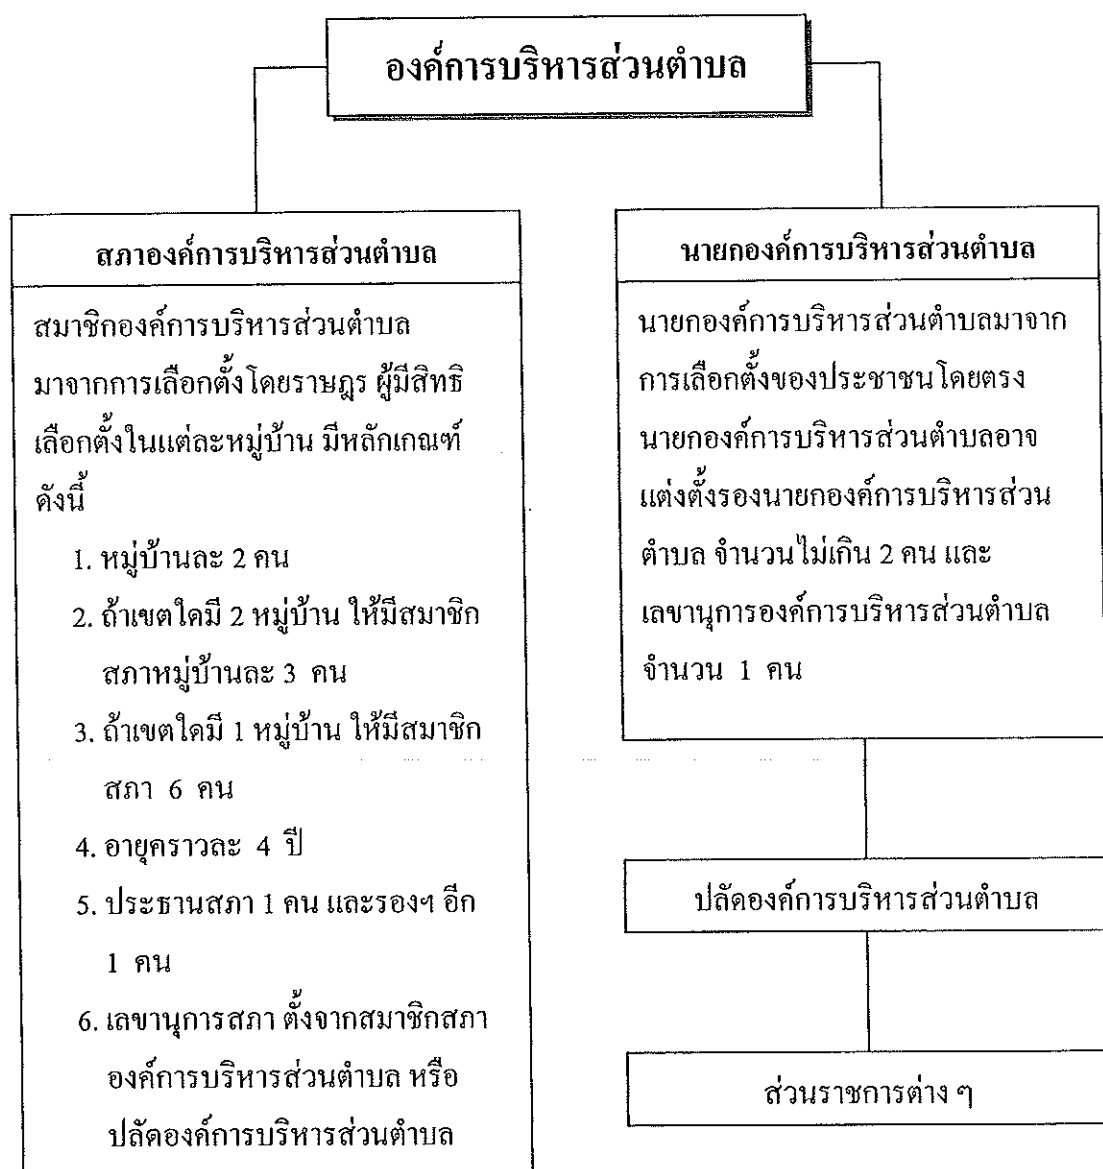 องค์การบริหารส่วนตำบล
สภาองค์การบริหารส่วนตำบล
สมาชิกองค์การบริหารส่วนตำบล
มาจากการเลือกตั้งโดยราษฎร ผู้มีสิทธิ
เลือกตั้งในแต่ละหมู่บ้าน มีหลักเกณฑ์
ดังนี้
1. หมู่บ้านละ 2 คน
2. ถ้าเขตใดมี 2 หมู่บ้าน ให้มีสมาชิก
สภาหมู่บ้านละ 3 คน
3. ถ้าเขตใดมี 1 หมู่บ้าน ให้มีสมาชิก
สภา 6 คน
4. อายุคราวละ 4 ปี
5. ประธานสภา 1 คน และรองฯ อีก
1 คน
6. เลขานุการสภา ตั้งจากสมาชิกสภา
องค์การบริหารส่วนตำบล หรือ
ปลัดองค์การบริหารส่วนตำบล
นายกองค์การบริหารส่วนตำบล
นายกองค์การบริหารส่วนตำบลมาจาก
การเลือกตั้งของประชาชนโดยตรง
นายกองค์การบริหารส่วนตำบลอาจ
แต่งตั้งรองนายกองค์การบริหารส่วน
ตำบล จำนวนไม่เกิน 2 คน และ
เลขานุการองค์การบริหารส่วนตำบล
จำนวน 1 คน
ปลัดองค์การบริหารส่วนตำบล
ส่วนราชการต่าง ๆ